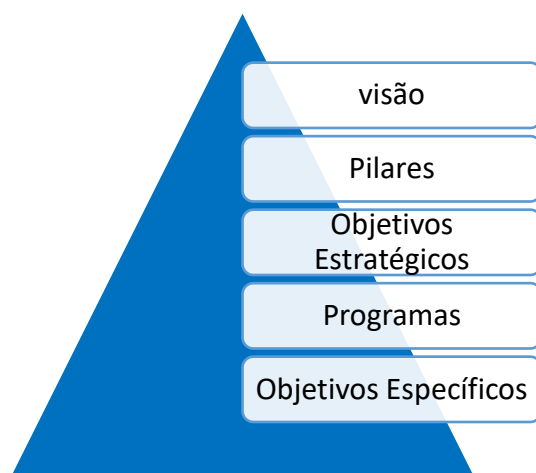 visão
Pilares
Objetivos
Estratégicos
Programas
Objetivos Específicos